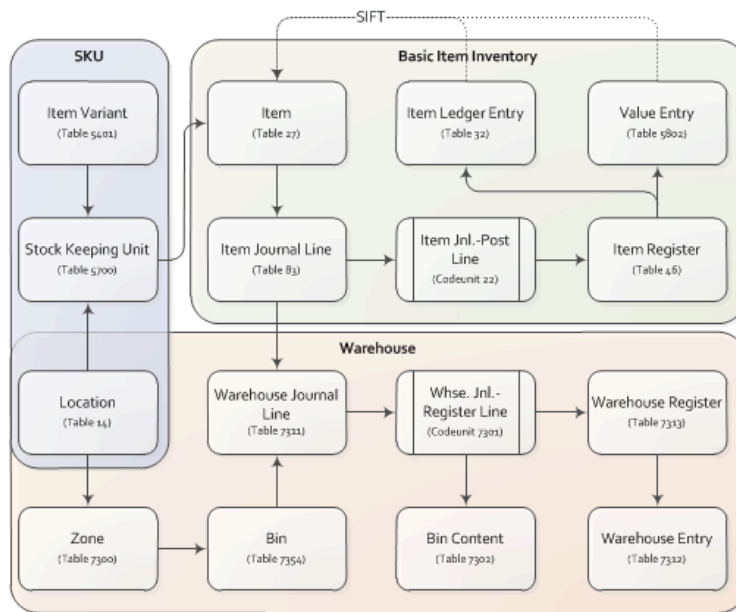 SIFT
SKU
Basic Item Inventory
Item Variant
(Table 5401)
Item
(Table 27)
Item Ledger Entry
(Table 32)
Value Entry
(Table 5802)
Stock Keeping Unit
(Table 5700)
Item Journal Line
(Table 83)
Item Jnl.-Post
Line
(Codeunit 22)
Item Register
(Table 46)
Warehouse
Location
(Table 14)
Warehouse Journal
Line
(Table 7311)
Whse. Jnl.-
Register Line
(Codeunit 7301)
Warehouse Register
(Table 7313)
Zone
(Table 7300)
Bin
(Table 7354)
Bin Content
(Table 7302)
Warehouse Entry
(Table 7312)